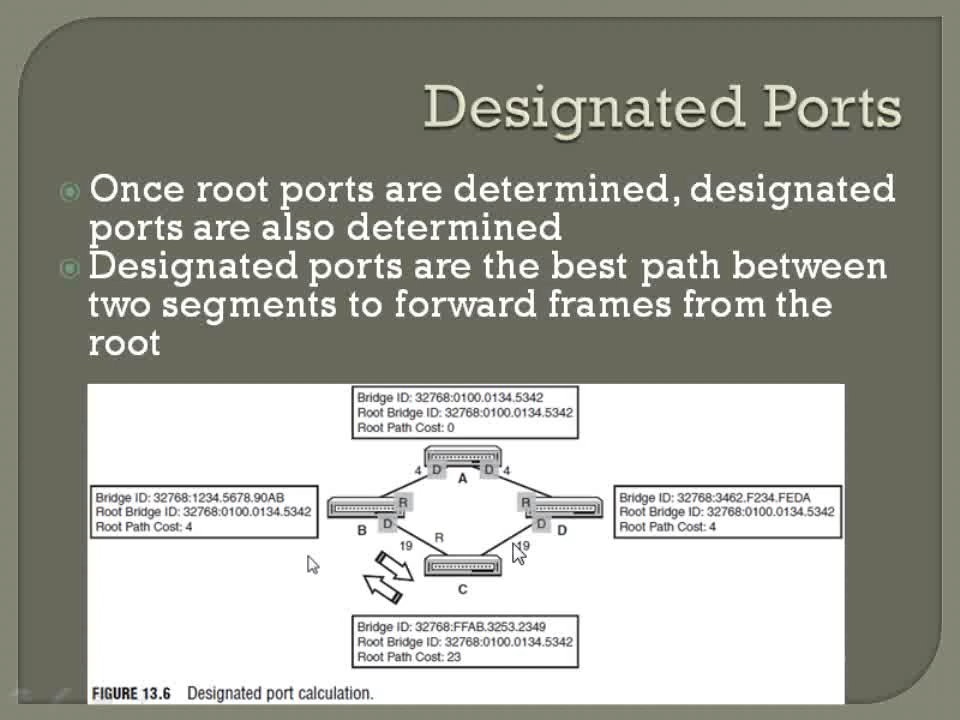 Designated Ports
Once root ports are determined, designated
ports are also determined
Designated ports are the best path between
two segments to forward frames from the
root
Bridge ID: 32768:0100.0134.5342
Root Bridge ID: 32768:0100.0134.5342
Root Path Cost: 0
4 D D 4
A
Bridge ID: 32768:1234.5678.90AB
Root Bridge ID: 32768:0100.0134.5342
Root Path Cost: 4
R R
B D D D
Bridge ID: 32768:3462.F234.FEDA
Root Bridge ID: 32768:0100.0134.5342
Root Path Cost: 4
19 R 19
C
Bridge ID: 32768:FFAB.3253.2349
Root Bridge ID: 32768:0100.0134.5342
Root Path Cost: 23
FIGURE 13.6 Designated port calculation.